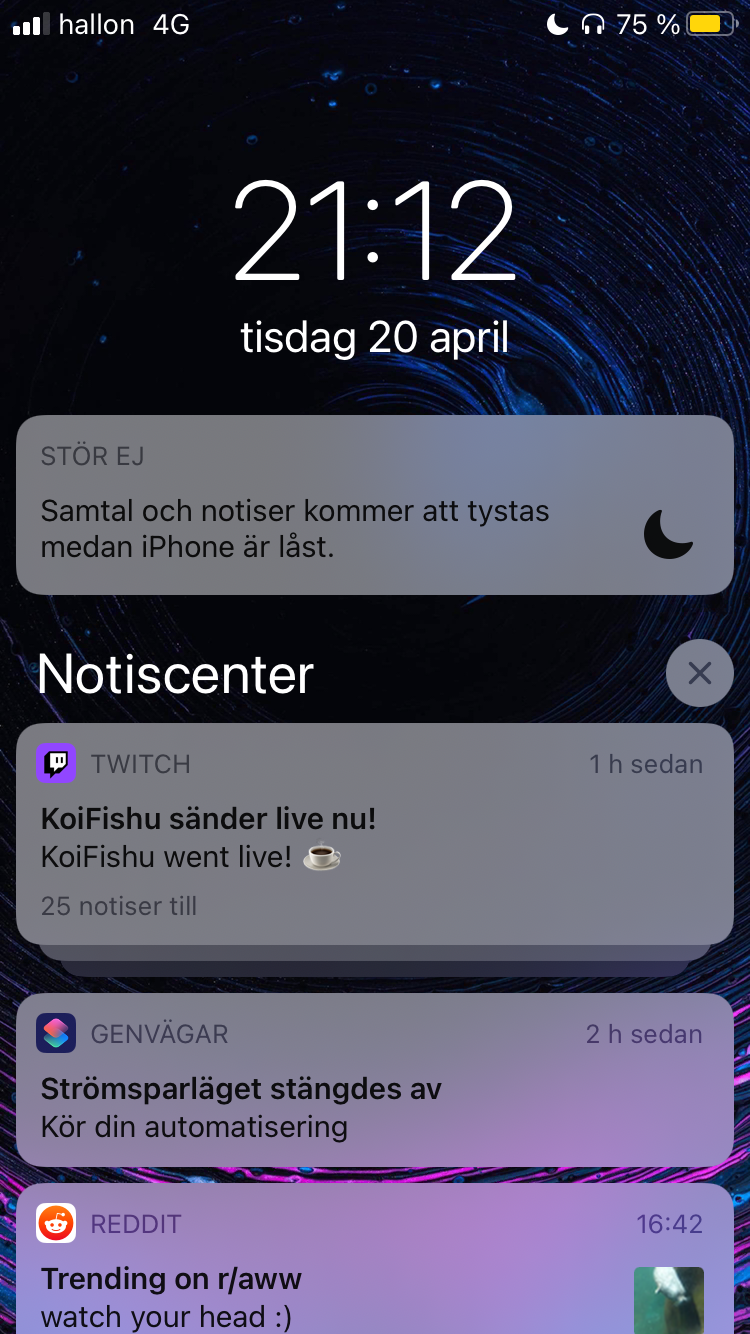 hallon 4G 75 %
21:12
tisdag 20 april
STÖR EJ
Samtal och notiser kommer att tystas
medan iPhone är låst.
Notiscenter
TWITCH 1 h sedan
KoiFishu sänder live nu!
KoiFishu went live! ☕
25 notiser till
GENVÄGAR 2 h sedan
Strömsparläget stängdes av
Kör din automatisering
REDDIT 16:42
Trending on r/aww
watch your head :)